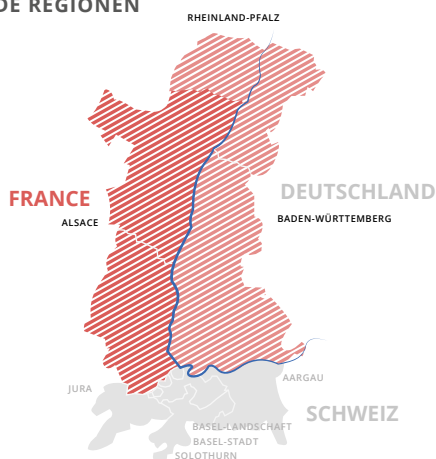 DE REGIONEN
RHEINLAND-PFALZ
FRANCE
DEUTSCHLAND
ALSACE
BADEN-WÜRTTEMBERG
JURA
AARGAU
SCHWEIZ
BASEL-LANDSCHAFT
BASEL-STADT
SOLOTHURN